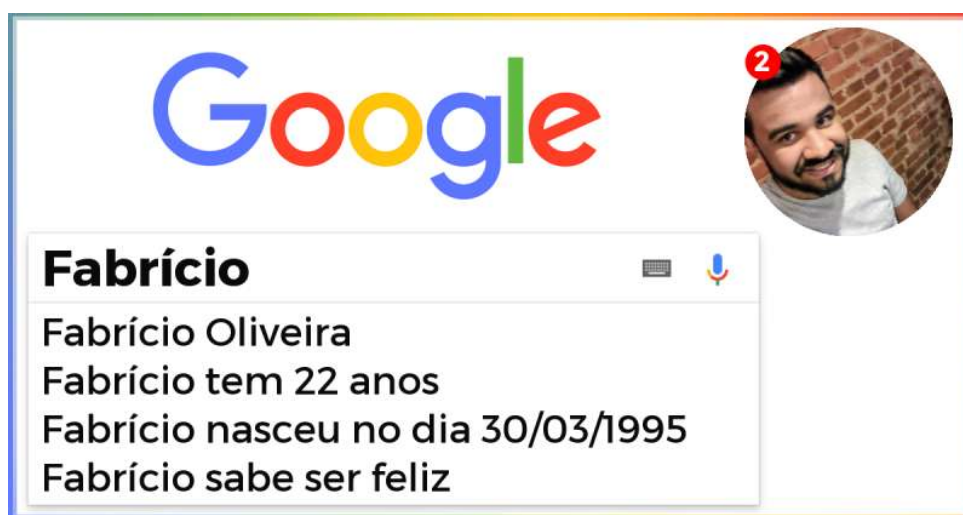 Google
2
Fabrício
Fabrício Oliveira
Fabrício tem 22 anos
Fabrício nasceu no dia 30/03/1995
Fabrício sabe ser feliz